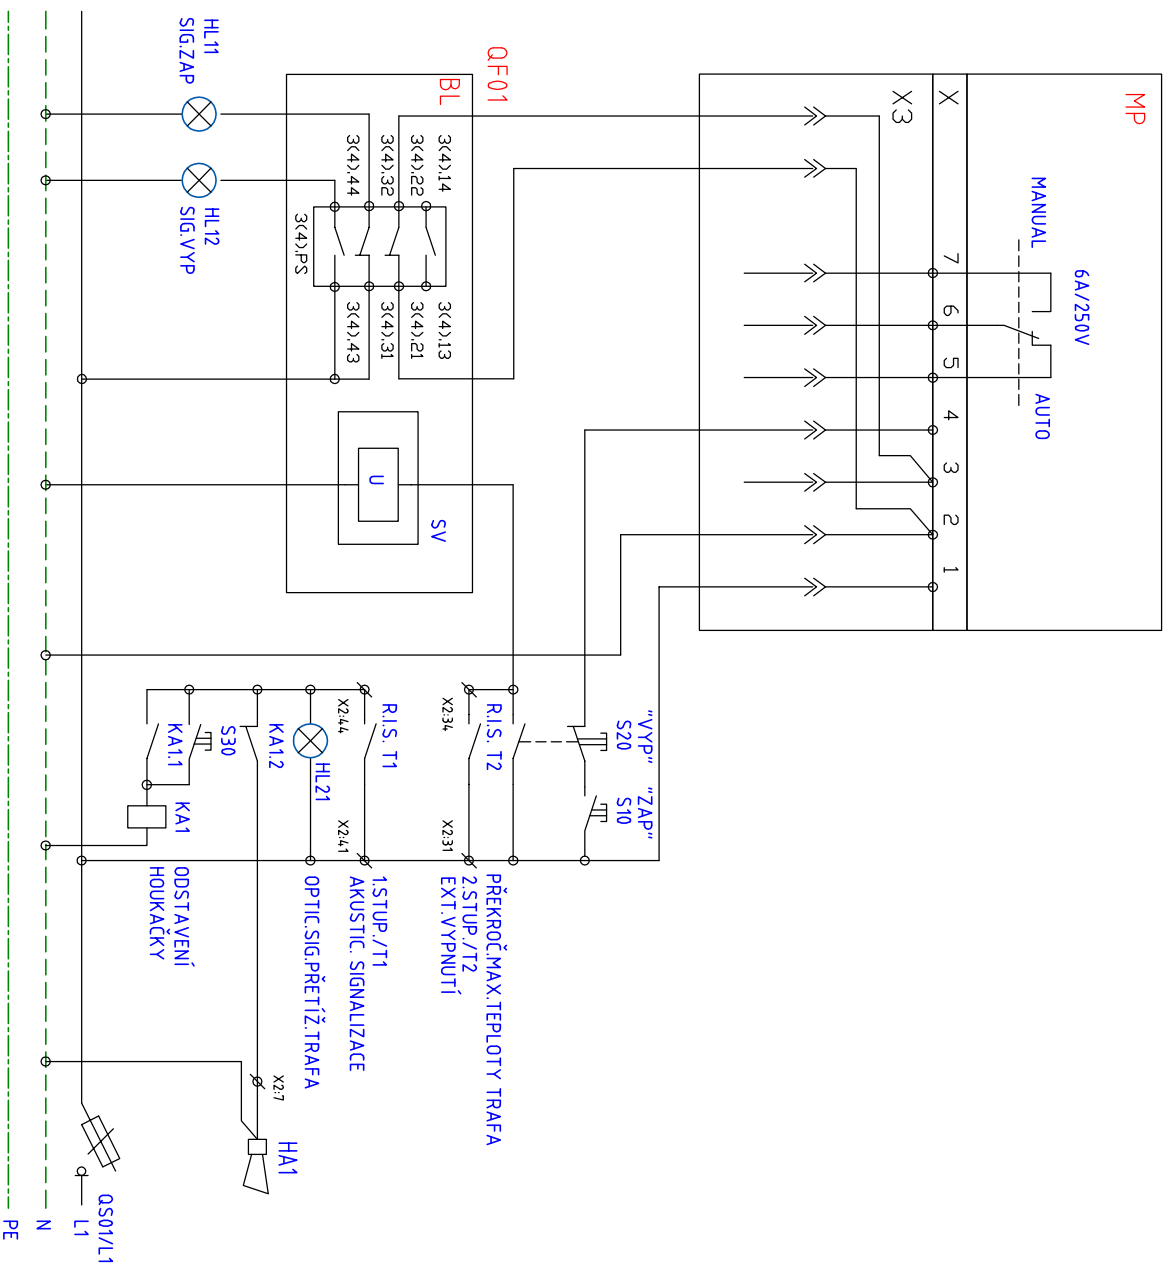 MP
X
X3
MANUAL
6A/250V
AUTO
7
6
5
4
3
2
1
QF01
BL
HL11
SIG.ZAP
HL12
SIG.VYP
3(4).14
3(4).22
3(4).32
3(4).44
3(4).PS
3(4).13
3(4).21
3(4).31
3(4).43
U
SV
"VYP"
S20
"ZAP"
S10
R.I.S. T2
X2:34
X2:31
R.I.S. T1
X2:44
X2:41
HL21
KA1.2
S30
KA1.1
KA1
PŘEKROČ.MAX.TEPLOTY TRAFA
2.STUP./T2
EXT.VYPNUTÍ
1.STUP./T1
AKUSTIC. SIGNALIZACE
OPTIC.SIG.PŘETÍŽ.TRAFA
ODSTAVENÍ
HOUKAČKY
X2:7
HA1
QS01/L1
L1
N
PE